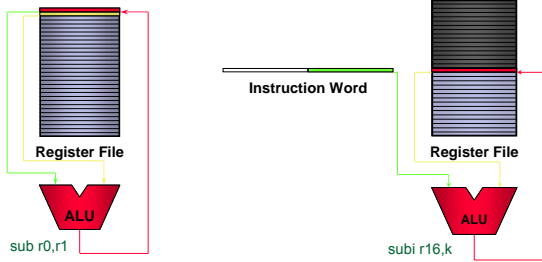 Register File
ALU
sub r0,r1
Instruction Word
Register File
ALU
subi r16,k